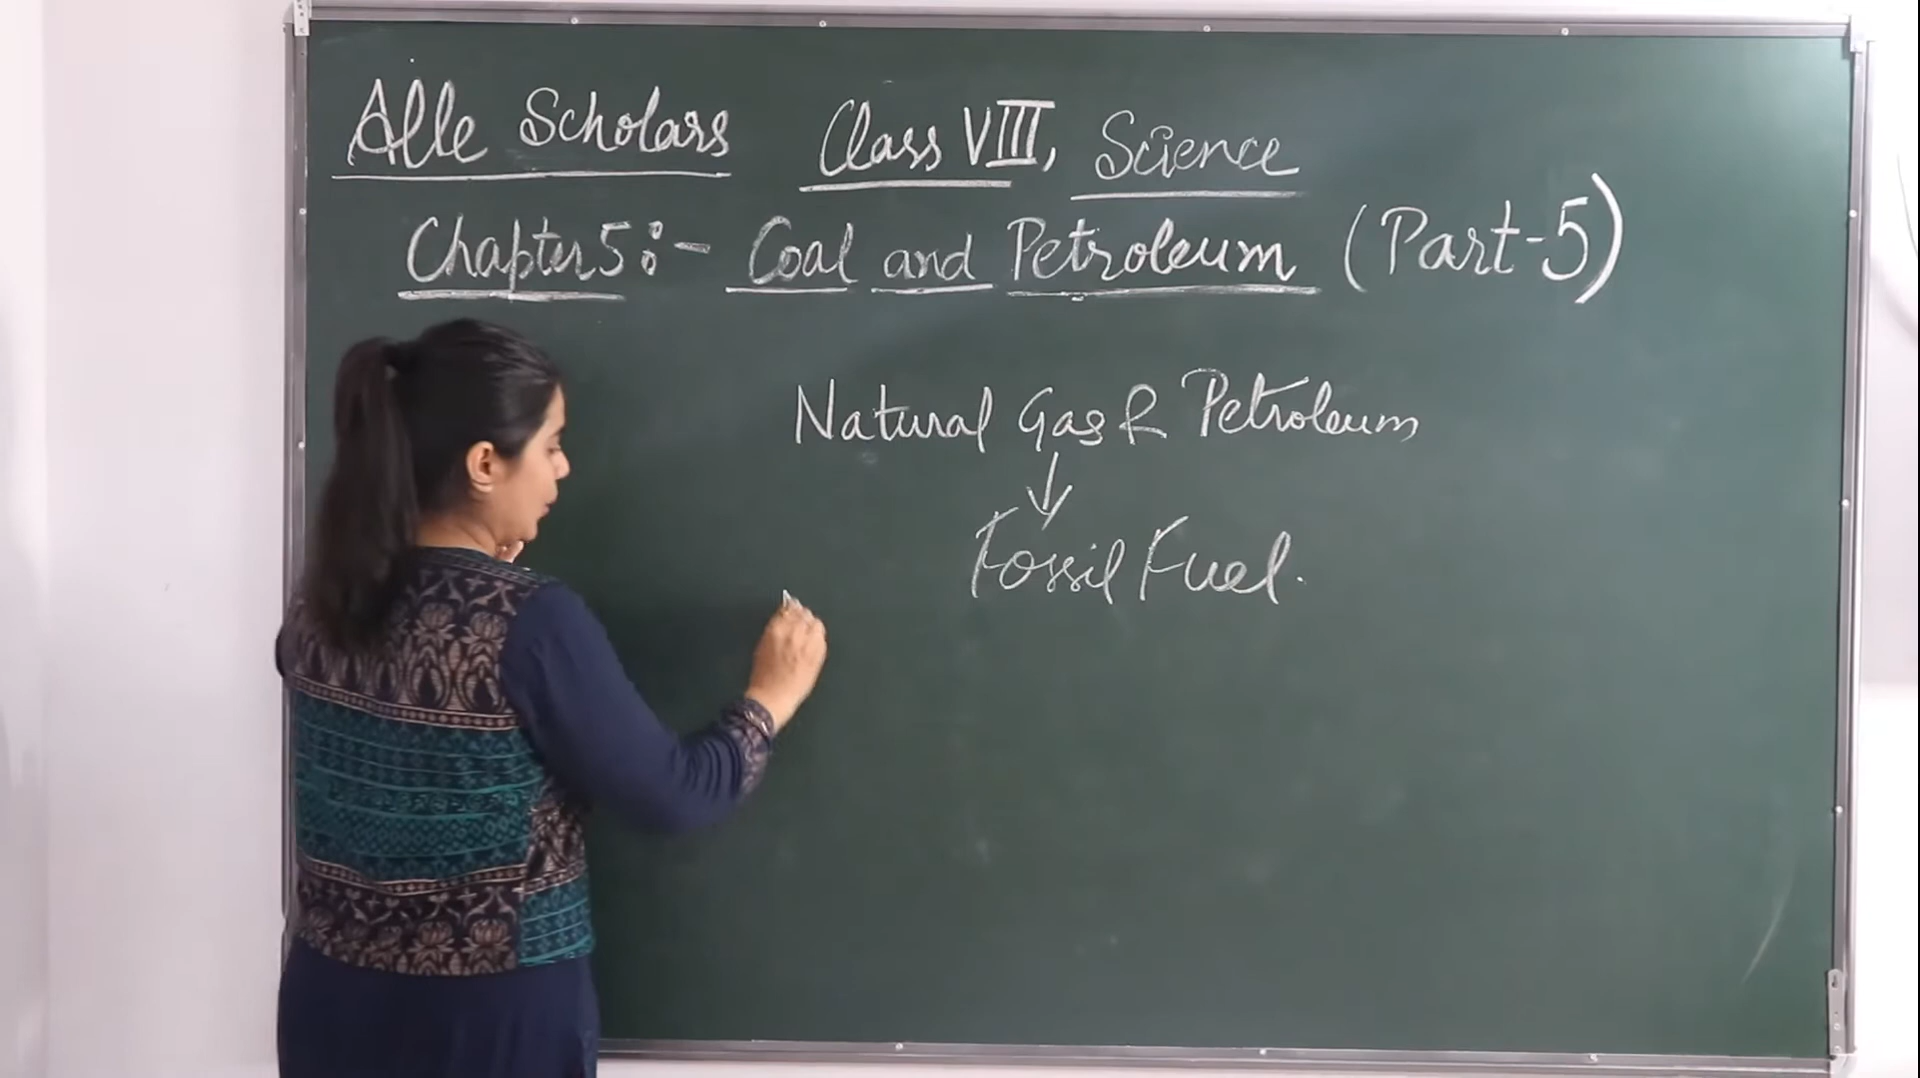 Alle Scholars Class VIII, Science
Chapter 5:- Coal and Petroleum (Part-5)
Natural Gas & Petroleum
↓
Fossil Fuel.